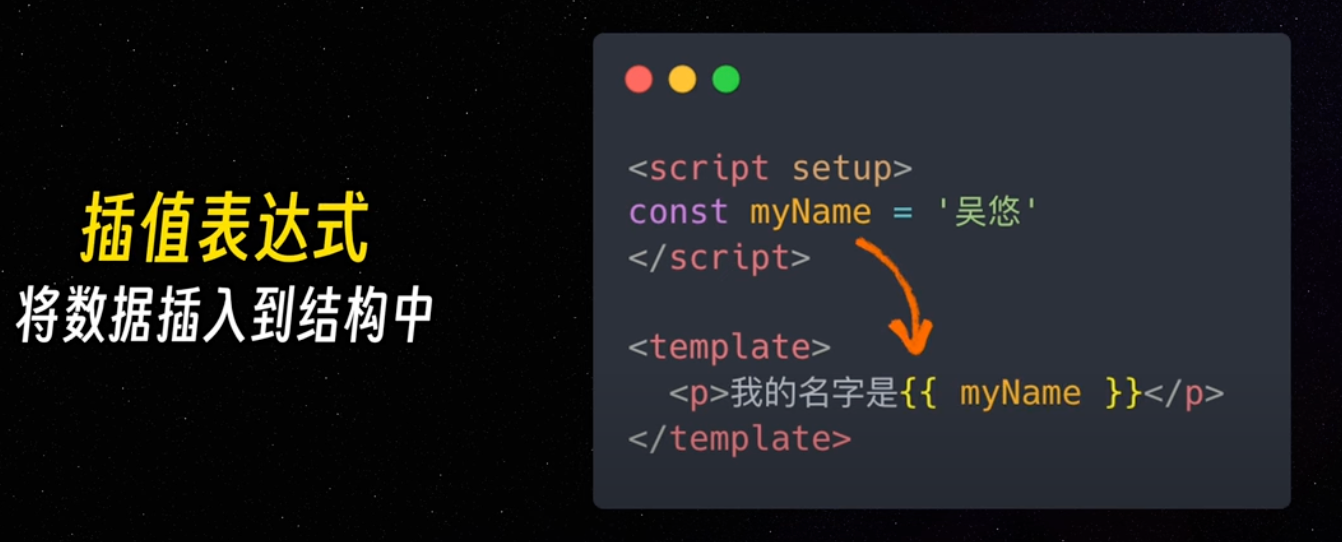 插值表达式
将数据插入到结构中
<script setup>
const myName = '吴悠'
</script>
<template>
<p>我的名字是{{ myName }}</p>
</template>